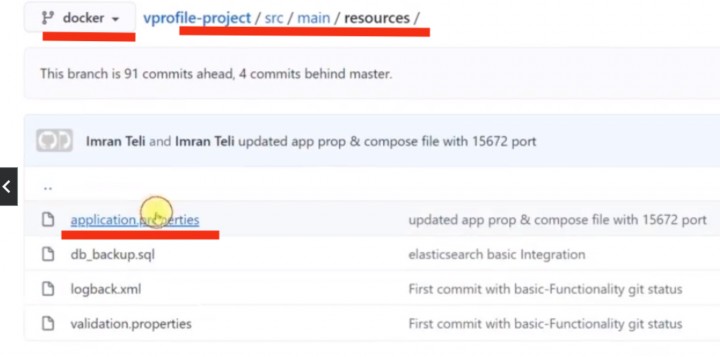 docker vprofile-project / src / main / resources /
This branch is 91 commits ahead, 4 commits behind master.
Imran Teli and Imran Teli updated app prop & compose file with 15672 port
..
application.properties updated app prop & compose file with 15672 port
db_backup.sql elasticsearch basic Integration
logback.xml First commit with basic-Functionality git status
validation.properties First commit with basic-Functionality git status